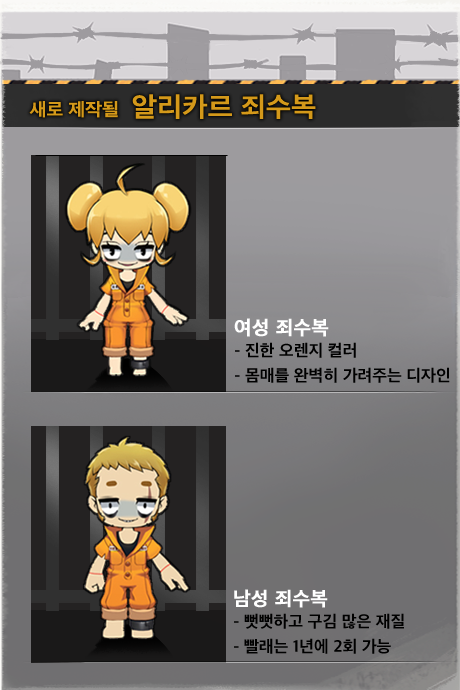 새로 제작될 알리카르 죄수복
여성 죄수복
- 진한 오렌지 컬러
- 몸매를 완벽히 가려주는 디자인
남성 죄수복
- 뻣뻣하고 구김 많은 재질
- 빨래는 1년에 2회 가능